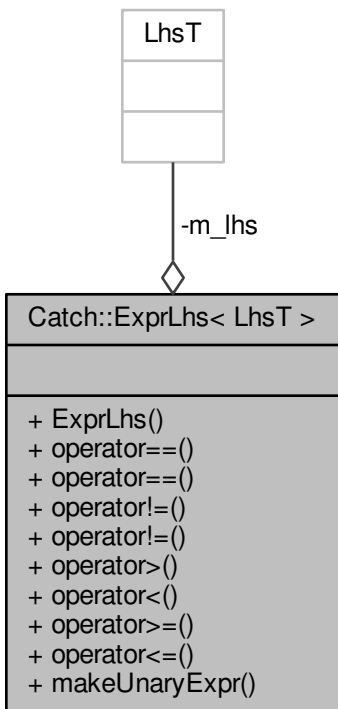 LhsT
-m_lhs
Catch::ExprLhs< LhsT >
+ ExprLhs()
+ operator==()
+ operator==()
+ operator!=()
+ operator!=()
+ operator>()
+ operator<()
+ operator>=()
+ operator<=()
+ makeUnaryExpr()